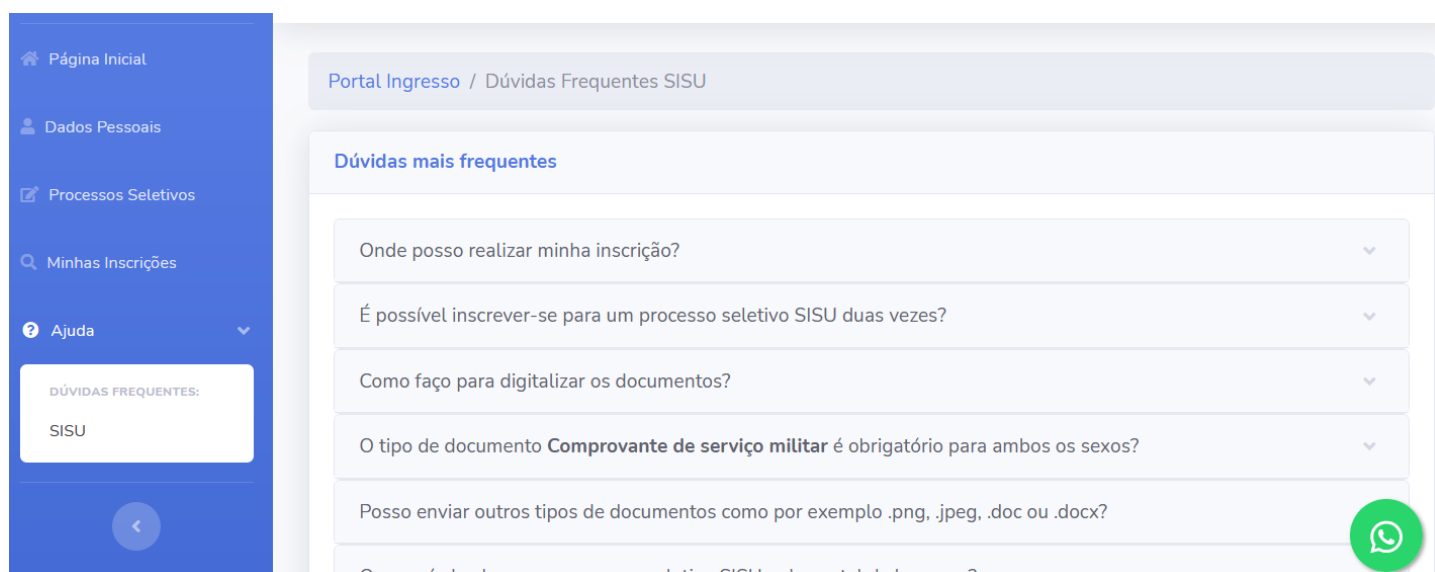 Página Inicial
Dados Pessoais
Processos Seletivos
Minhas Inscrições
Ajuda
DÚVIDAS FREQUENTES:
SISU
Portal Ingresso / Dúvidas Frequentes SISU
Dúvidas mais frequentes
Onde posso realizar minha inscrição?
É possível inscrever-se para um processo seletivo SISU duas vezes?
Como faço para digitalizar os documentos?
O tipo de documento Comprovante de serviço militar é obrigatório para ambos os sexos?
Posso enviar outros tipos de documentos como por exemplo .png, .jpeg, .doc ou .docx?